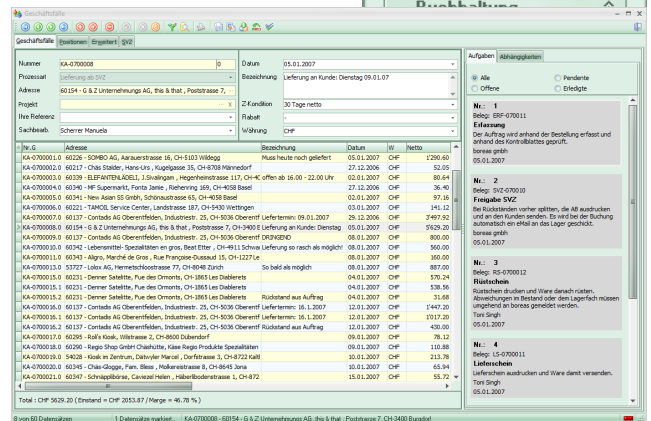 Buchhaltung
Geschäftsfälle
Geschäftsfälle Positionen Erweitert SVZ
Nummer KA-0700008 0
Prozessart Lieferung ab SVZ
Adresse 60154 - G & Z Unternehmungs AG, this & that , Poststrasse 7,
Projekt
Ihre Referenz
Sachbearb. Scherrer Manuela
Datum 05.01.2007
Bezeichnung Lieferung an Kunde: Dienstag 09.01.07
Z-Kondition 30 Tage netto
Rabatt -
Währung CHF
Nr.G Adresse Bezeichnung Datum W Netto
KA-0700001.0 60226 - SOMBO AG, Aarauerstrasse 16, CH-5103 Wildegg Muss heute noch geliefert 05.01.2007 CHF 1'290.60
KA-0700002.0 60217 - Chäs Stalder, Hans-Urs , Kugelgasse 35, CH-8708 Männedorf 27.12.2006 CHF 52.05
KA-0700003.0 60339 - ELEFANTENLÄDELI, J.Sivalingam , Hegenheimerstrasse 117, CH-40 offen ab 16.00 - 22.00 Uhr 02.01.2007 CHF 80.64
KA-0700004.0 60340 - MF Supermarkt, Fonta Jamie , Riehenring 169, CH-4058 Basel 27.12.2006 CHF 36.40
KA-0700005.0 60341 - New Asian SS Gmbh, Schönaustrasse 65, CH-4058 Basel 02.01.2007 CHF 97.16
KA-0700006.0 60221 - TAMOIL Service Center, Landstrasse 187, CH-5430 Wettingen 03.01.2007 CHF 141.12
KA-0700007.0 60137 - Contadis AG Oberentfelden, Industriestr. 25, CH-5036 Oberentf Liefertermin: 09.01.2007 29.12.2006 CHF 3'497.92
KA-0700008.0 60154 - G & Z Unternehmungs AG, this & that , Poststrasse 7, CH-3400 B Lieferung an Kunde: Dienstag 05.01.2007 CHF 5'629.20
KA-0700009.0 60137 - Contadis AG Oberentfelden, Industriestr. 25, CH-5036 Oberentf DRINGEND 08.01.2007 CHF 800.00
KA-0700010.0 60342 - Lebensmittel- Spezialitäten en gros, Beat Etter , CH-4911 Schwa Lieferung so rasch als möglich! 08.01.2007 CHF 560.00
KA-0700011.0 60343 - Aligro, Marché de Gros , Rue Françoise-Dussaud 15, CH-1227 Le 08.01.2007 CHF 160.00
KA-0700013.0 53727 - Lolox AG, Hermetschloostrasse 77, CH-8048 Zürich So bald als möglich 08.01.2007 CHF 887.00
KA-0700015.0 60231 - Denner Satelitte, Fue des Ormonts, CH-1865 Les Diablerets 04.01.2007 CHF 570.24
KA-0700015.1 60231 - Denner Satelitte, Fue des Ormonts, CH-1865 Les Diablerets 04.01.2007 CHF 538.56
KA-0700015.2 60231 - Denner Satelitte, Fue des Ormonts, CH-1865 Les Diablerets Rückstand aus Auftrag 04.01.2007 CHF 31.68
KA-0700016.0 60137 - Contadis AG Oberentfelden, Industriestr. 25, CH-5036 Oberentf Liefertermin: 16.1.2007 12.01.2007 CHF 1'447.20
KA-0700016.1 60137 - Contadis AG Oberentfelden, Industriestr. 25, CH-5036 Oberentf Liefertermin: 16.1.2007 12.01.2007 CHF 1'017.20
KA-0700016.2 60137 - Contadis AG Oberentfelden, Industriestr. 25, CH-5036 Oberentf Rückstand aus Auftrag 12.01.2007 CHF 430.00
KA-0700017.0 60295 - Roli's Kiosk, Wilstrasse 2, CH-8600 Dübendorf 09.01.2007 CHF 78.12
KA-0700018.0 60290 - Regio Shop GmbH Chäshütte, Käse Regio Produkte Spezialitäten 09.01.2007 CHF 110.88
KA-0700019.0 54028 - Kiosk im Zentrum, Dätwyler Marcel , Dorfstrasse 3, CH-8722 Kaltb 10.01.2007 CHF 213.78
KA-0700020.0 60345 - Chäs-Glogge, Fam. Bless , Molkereistrasse 8, CH-8645 Jona 10.01.2007 CHF 65.94
KA-0700021.0 60347 - Schnäpplibörse, Caviezel Helen , Häberlibodenstrasse 1, CH-872 15.01.2007 CHF 55.72
Total : CHF 5629.20 ( Einstand = CHF 2053.87 / Marge = 46.78 % )
8 von 60 Datensätzen 1 Datensätze markiert. KA-0700008 - 60154 - G & Z Unternehmungs AG, this & that , Poststrasse 7, CH-3400 Burgdorf
Aufgaben Abhängigkeiten
Alle Pendente
Offene Erledigte
Nr.: 1
Beleg: ERF-070011
Erfassung
Der Auftrag wird anhand der Bestellung erfasst und
anhand des Kontrollblattes geprüft.
boreas gmbh
05.01.2007
Nr.: 2
Beleg: SVZ-070010
Freigabe SVZ
Bei Rückständen vorher splitten, die AB ausdrucken
und an den Kunden senden. Es wird bei der Buchung
automatisch ein eMail an das Lager geschickt.
boreas gmbh
05.01.2007
Nr.: 3
Beleg: RS-0700012
Rüstschein
Rüstschein drucken und Ware danach rüsten.
Abweichungen im Bestand oder dem Lagerfach müssen
umgehend an boreas gemeldet werden.
Toni Singh
05.01.2007
Nr.: 4
Beleg: LS-0700011
Lieferschein
Lieferschein ausdrucken und Ware damit versenden.
Toni Singh
05.01.2007